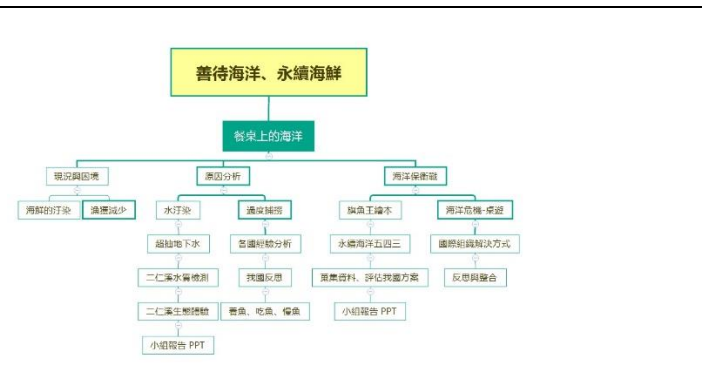 善待海洋、永續海鮮
餐桌上的海洋
現況與困境
原因分析
海洋保衛戰
海鮮的汙染
漁獲減少
水汙染
過度捕撈
旗魚王繪本
海洋危機-桌遊
超抽地下水
各國經驗分析
永續海洋五四三
國際組織解決方式
二仁溪水質檢測
我國反思
蒐集資料、評估我國方案
反思與整合
二仁溪生態體驗
養魚、吃魚、慢魚
小組報告 PPT
小組報告 PPT